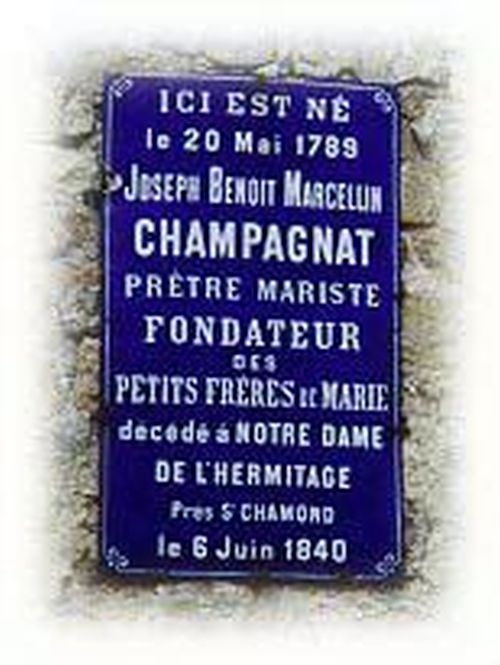 ICI EST NÉ
le 20 Mai 1789
JOSEPH BENOIT MARCELLIN
CHAMPAGNAT
PRÊTRE MARISTE
FONDATEUR
DES
PETITS FRÈRES DE MARIE
décédé à NOTRE DAME
DE L'HERMITAGE
Près St CHAMOND
le 6 Juin 1840